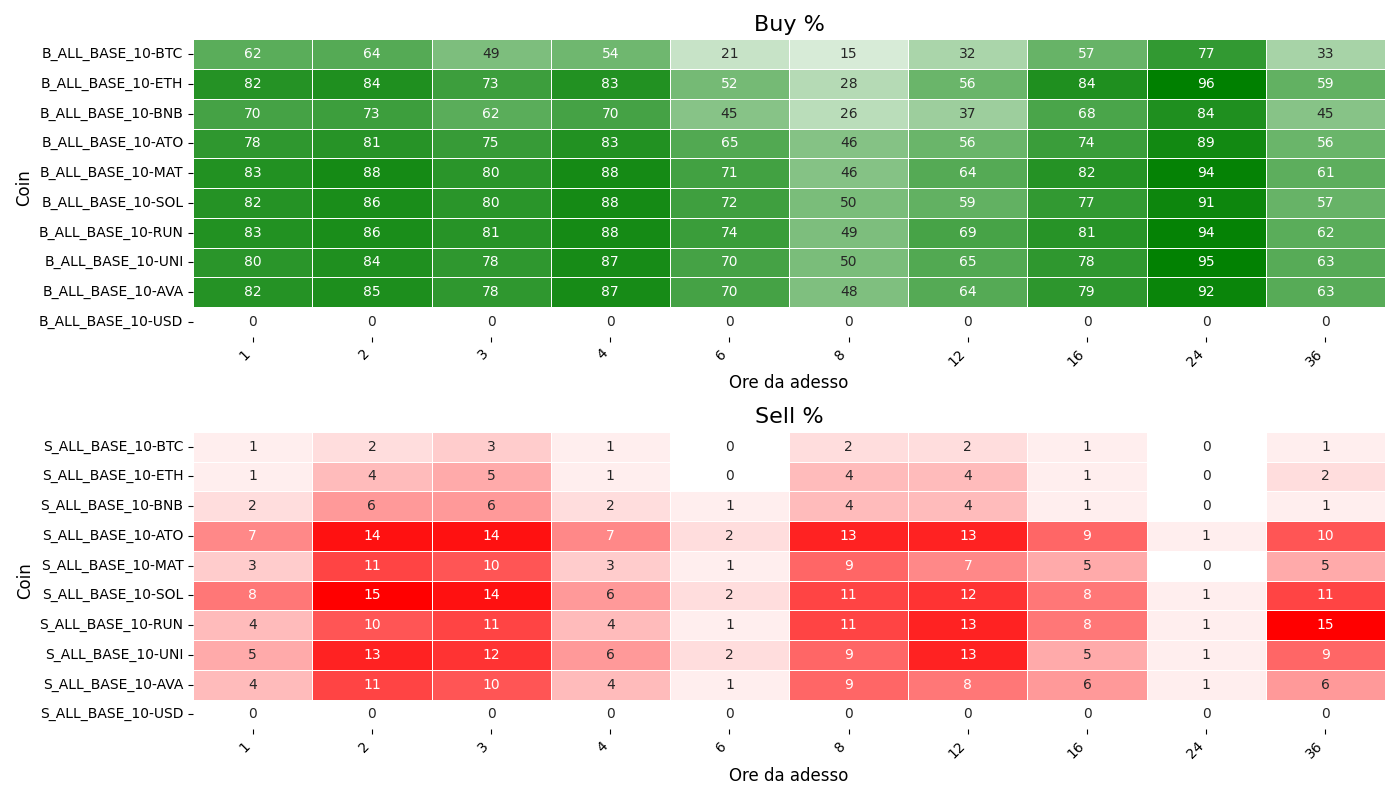 Buy %
Coin
B_ALL_BASE_10-BTC 62 64 49 54 21 15 32 57 77 33
B_ALL_BASE_10-ETH 82 84 73 83 52 28 56 84 96 59
B_ALL_BASE_10-BNB 70 73 62 70 45 26 37 68 84 45
B_ALL_BASE_10-ATO 78 81 75 83 65 46 56 74 89 56
B_ALL_BASE_10-MAT 83 88 80 88 71 46 64 82 94 61
B_ALL_BASE_10-SOL 82 86 80 88 72 50 59 77 91 57
B_ALL_BASE_10-RUN 83 86 81 88 74 49 69 81 94 62
B_ALL_BASE_10-UNI 80 84 78 87 70 50 65 78 95 63
B_ALL_BASE_10-AVA 82 85 78 87 70 48 64 79 92 63
B_ALL_BASE_10-USD 0 0 0 0 0 0 0 0 0 0
1 2 3 4 6 8 12 16 24 36
Ore da adesso
Sell %
Coin
S_ALL_BASE_10-BTC 1 2 3 1 0 2 2 1 0 1
S_ALL_BASE_10-ETH 1 4 5 1 0 4 4 1 0 2
S_ALL_BASE_10-BNB 2 6 6 2 1 4 4 1 0 1
S_ALL_BASE_10-ATO 7 14 14 7 2 13 13 9 1 10
S_ALL_BASE_10-MAT 3 11 10 3 1 9 7 5 0 5
S_ALL_BASE_10-SOL 8 15 14 6 2 11 12 8 1 11
S_ALL_BASE_10-RUN 4 10 11 4 1 11 13 8 1 15
S_ALL_BASE_10-UNI 5 13 12 6 2 9 13 5 1 9
S_ALL_BASE_10-AVA 4 11 10 4 1 9 8 6 1 6
S_ALL_BASE_10-USD 0 0 0 0 0 0 0 0 0 0
1 2 3 4 6 8 12 16 24 36
Ore da adesso